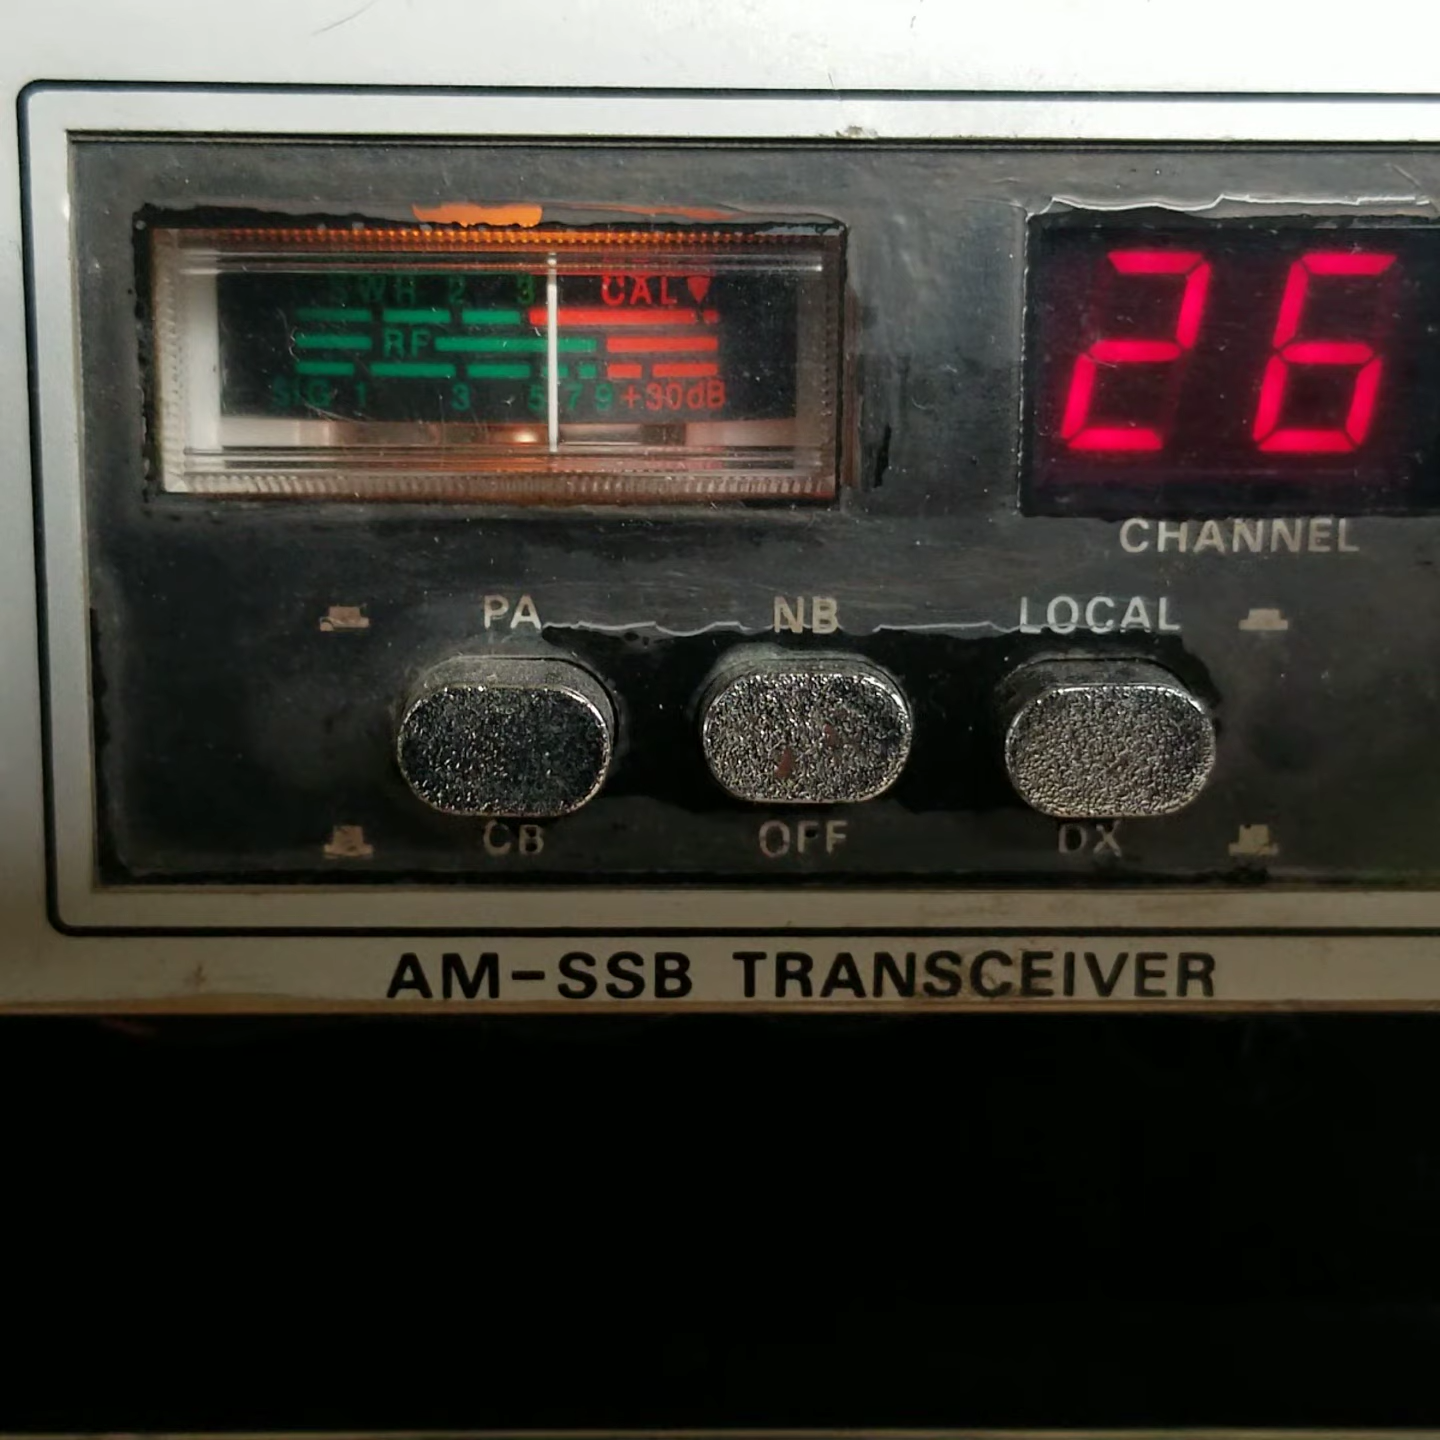 SWR 2 3 CAL
RF
SIG 1 3 5 7 9 +30dB
26
CHANNEL
PA NB LOCAL
CB OFF DX
AM-SSB TRANSCEIVER